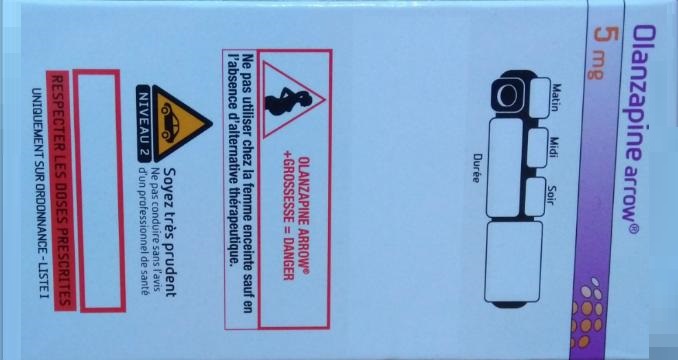 Olanzapine arrow®
5 mg
Matin Midi Soir
Durée
OLANZAPINE ARROW®
+GROSSESSE = DANGER
Ne pas utiliser chez la femme enceinte sauf en
l'absence d'alternative thérapeutique.
Soyez très prudent
Ne pas conduire sans l'avis
d'un professionnel de santé
NIVEAU 2
RESPECTER LES DOSES PRESCRITES
UNIQUEMENT SUR ORDONNANCE - LISTE I